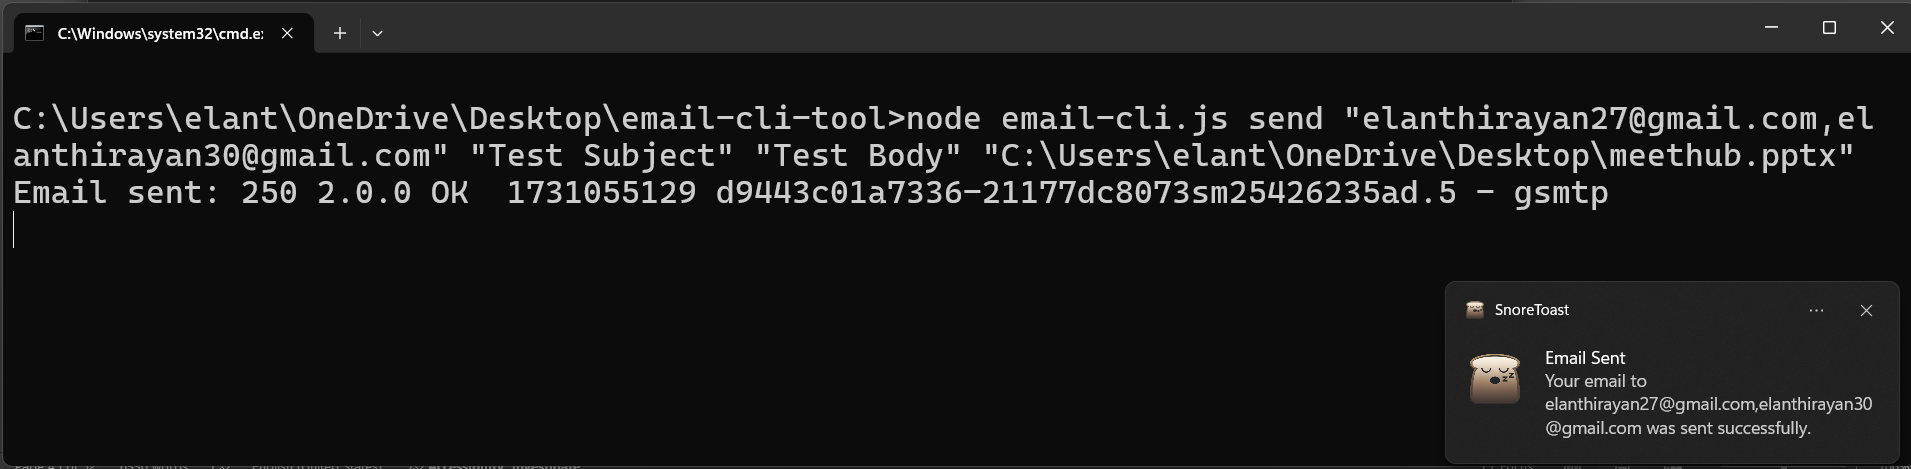 C:\Windows\system32\cmd.e
C:\Users\elant\OneDrive\Desktop\email-cli-tool>node email-cli.js send "elanthirayan27@gmail.com,el
anthirayan30@gmail.com" "Test Subject" "Test Body" "C:\Users\elant\OneDrive\Desktop\meethub.pptx"
Email sent: 250 2.0.0 OK  1731055129 d9443c01a7336-21177dc8073sm25426235ad.5 - gsmtp
SnoreToast
Email Sent
Your email to
elanthirayan27@gmail.com,elanthirayan30
@gmail.com was sent successfully.